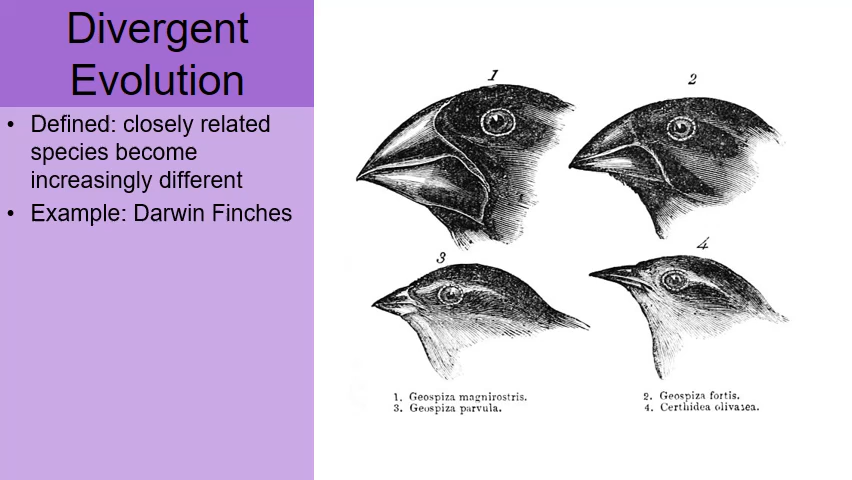 Divergent
Evolution
• Defined: closely related
species become
increasingly different
• Example: Darwin Finches
1
2
3
4
1. Geospiza magnirostris.
2. Geospiza fortis.
3. Geospiza parvula.
4. Certhidea olivasea.